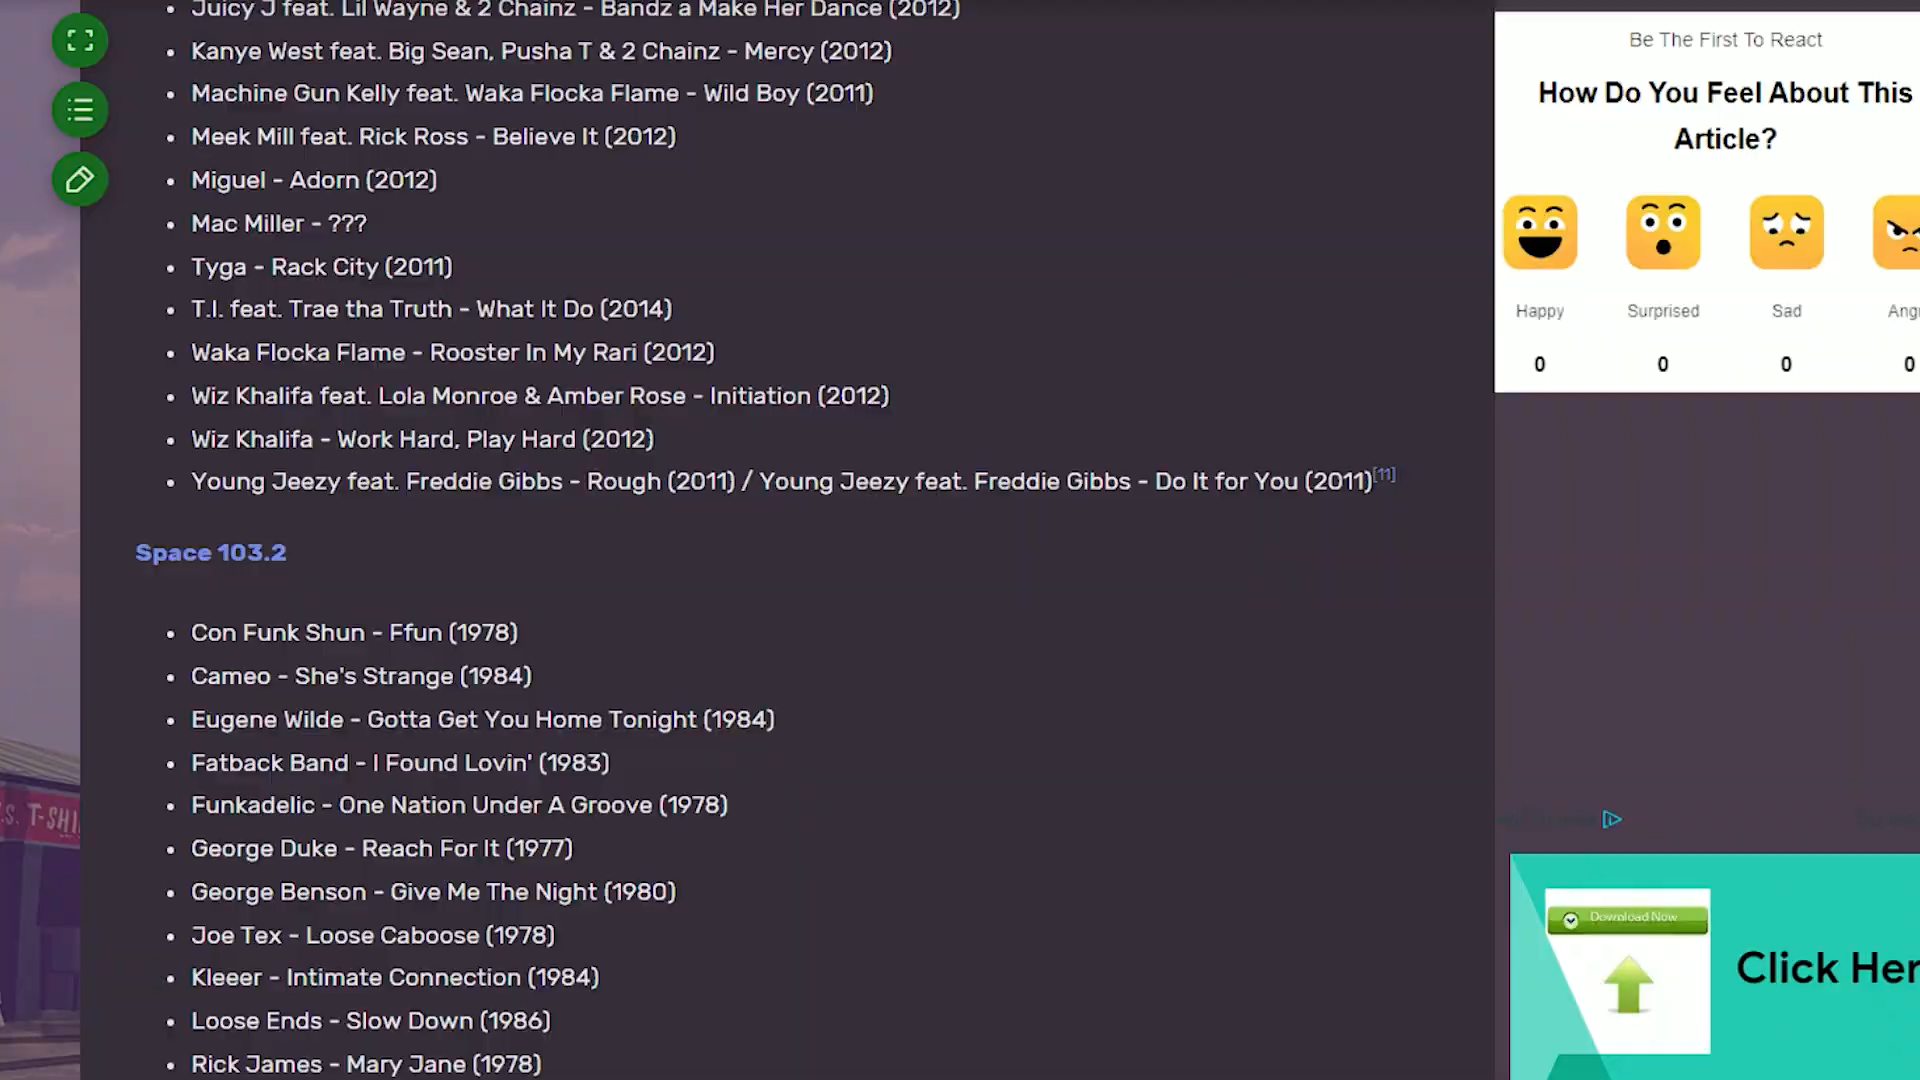 Juicy J feat. Lil Wayne & 2 Chainz - Bandz a Make Her Dance (2012)
Kanye West feat. Big Sean, Pusha T & 2 Chainz - Mercy (2012)
Machine Gun Kelly feat. Waka Flocka Flame - Wild Boy (2011)
Meek Mill feat. Rick Ross - Believe It (2012)
Miguel - Adorn (2012)
Mac Miller - ???
Tyga - Rack City (2011)
T.I. feat. Trae tha Truth - What It Do (2014)
Waka Flocka Flame - Rooster In My Rari (2012)
Wiz Khalifa feat. Lola Monroe & Amber Rose - Initiation (2012)
Wiz Khalifa - Work Hard, Play Hard (2012)
Young Jeezy feat. Freddie Gibbs - Rough (2011) / Young Jeezy feat. Freddie Gibbs - Do It for You (2011)[11]
Space 103.2
Con Funk Shun - Ffun (1978)
Cameo - She's Strange (1984)
Eugene Wilde - Gotta Get You Home Tonight (1984)
Fatback Band - I Found Lovin' (1983)
Funkadelic - One Nation Under A Groove (1978)
George Duke - Reach For It (1977)
George Benson - Give Me The Night (1980)
Joe Tex - Loose Caboose (1978)
Kleeer - Intimate Connection (1984)
Loose Ends - Slow Down (1986)
Rick James - Mary Jane (1978)
Be The First To React
How Do You Feel About This
Article?
Happy Surprised Sad Angr
0 0 0 0
Download Now
Click Her
.S. T-SHI